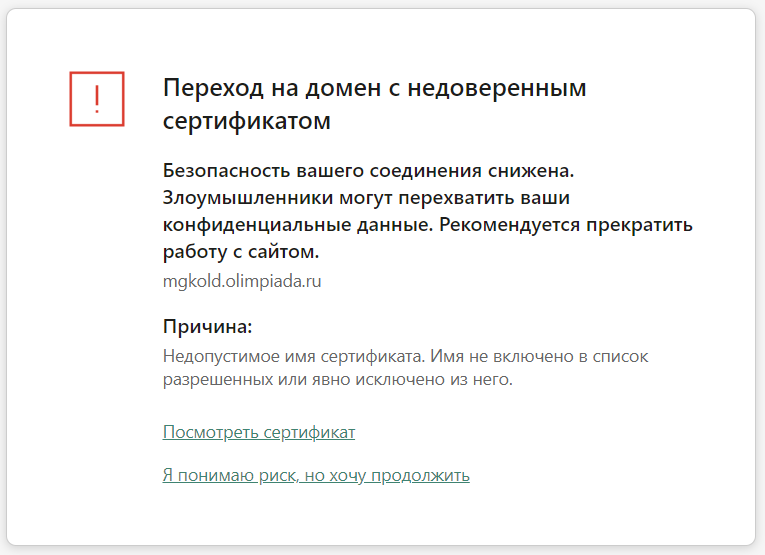 Переход на домен с недоверенным
сертификатом
Безопасность вашего соединения снижена.
Злоумышленники могут перехватить ваши
конфиденциальные данные. Рекомендуется прекратить
работу с сайтом.
mgkold.olimpiada.ru
Причина:
Недопустимое имя сертификата. Имя не включено в список
разрешенных или явно исключено из него.
Посмотреть сертификат
Я понимаю риск, но хочу продолжить